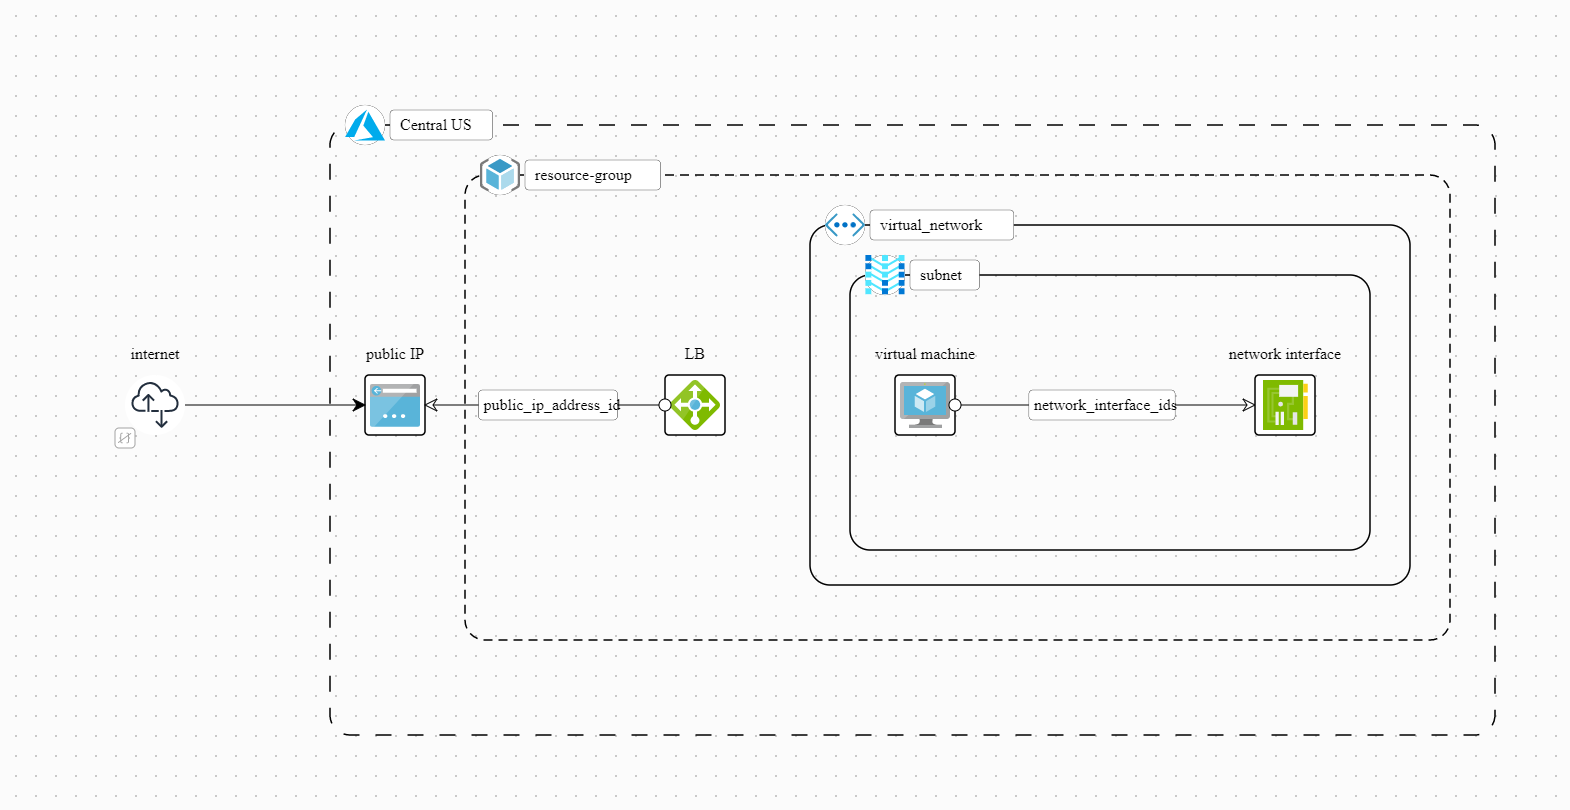 Central US
resource-group
virtual_network
subnet
internet
public IP
LB
virtual machine
network interface
public_ip_address_id
network_interface_ids